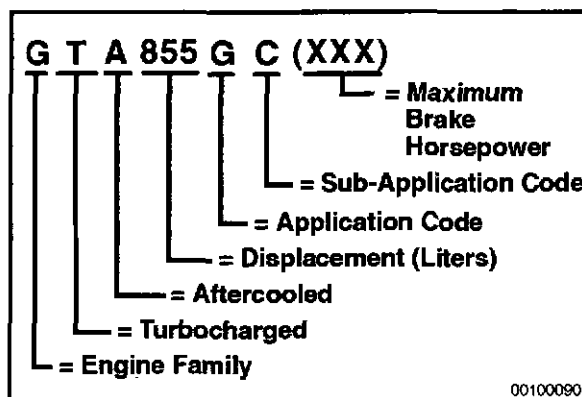 G T A 855 G C (XXX)
= Maximum
Brake
Horsepower
= Sub-Application Code
= Application Code
= Displacement (Liters)
= Aftercooled
= Turbocharged
= Engine Family
00100090